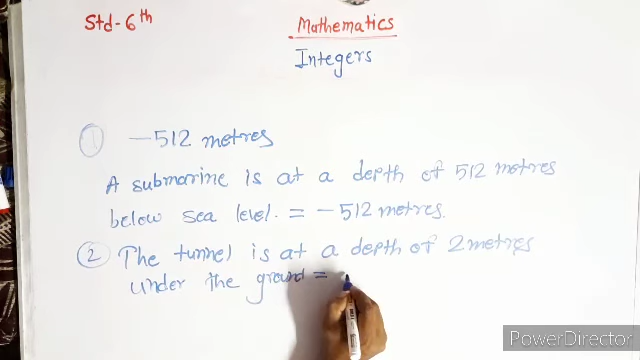 Std-6th
Mathematics
Integers
① -512 metres
A submarine is at a depth of 512 metres
below sea level. = -512 metres.
② The tunnel is at a depth of 2 metres
under the ground =
PowerDirector